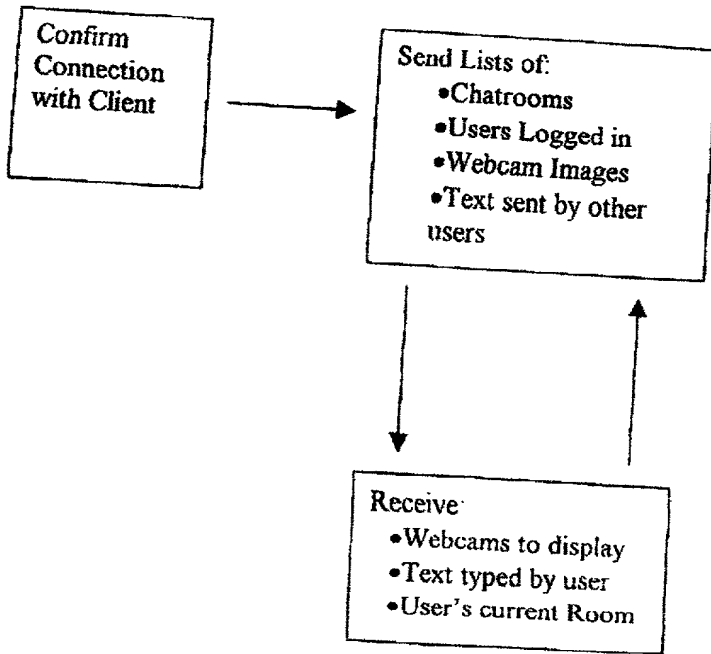 Confirm
Connection
with Client
Send Lists of:
•Chatrooms
•Users Logged in
•Webcam Images
•Text sent by other
users
Receive
•Webcams to display
•Text typed by user
•User's current Room